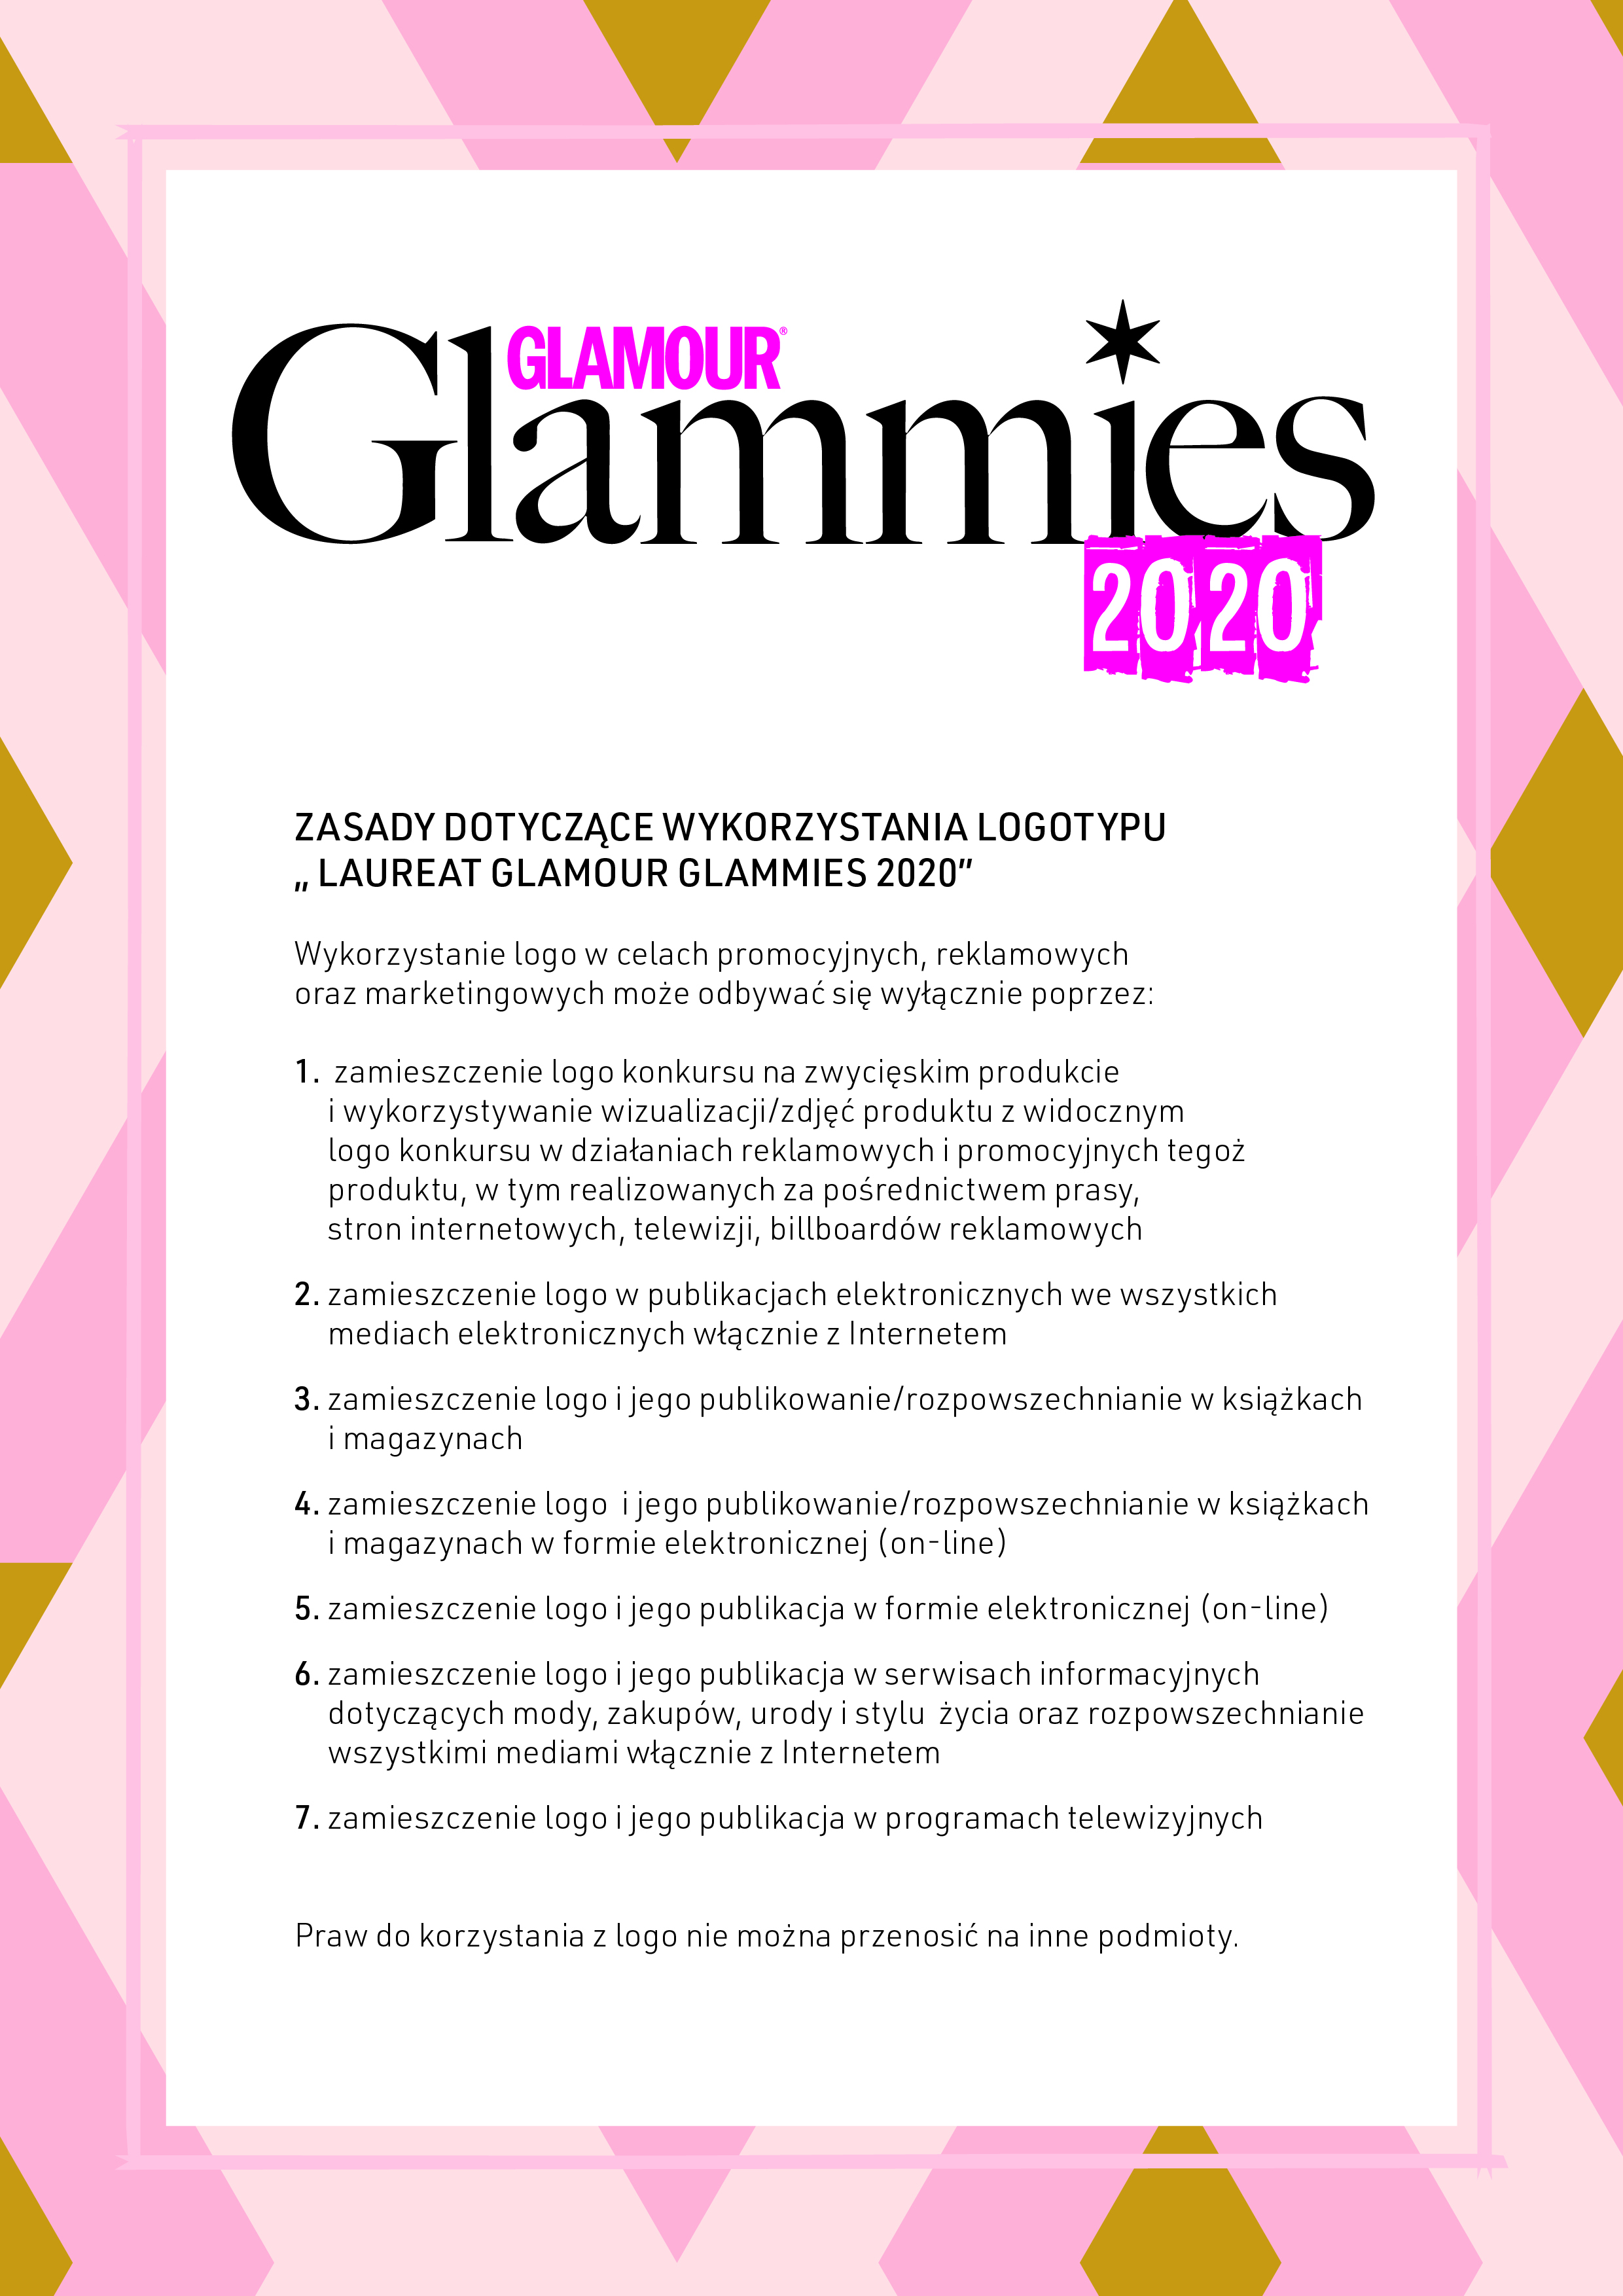 GLAMOUR®
Glammies
2020
ZASADY DOTYCZĄCE WYKORZYSTANIA LOGOTYPU
„ LAUREAT GLAMOUR GLAMMIES 2020”
Wykorzystanie logo w celach promocyjnych, reklamowych
oraz marketingowych może odbywać się wyłącznie poprzez:
1. zamieszczenie logo konkursu na zwycięskim produkcie
i wykorzystywanie wizualizacji/zdjęć produktu z widocznym
logo konkursu w działaniach reklamowych i promocyjnych tegoż
produktu, w tym realizowanych za pośrednictwem prasy,
stron internetowych, telewizji, billboardów reklamowych
2. zamieszczenie logo w publikacjach elektronicznych we wszystkich
mediach elektronicznych włącznie z Internetem
3. zamieszczenie logo i jego publikowanie/rozpowszechnianie w książkach
i magazynach
4. zamieszczenie logo i jego publikowanie/rozpowszechnianie w książkach
i magazynach w formie elektronicznej (on-line)
5. zamieszczenie logo i jego publikacja w formie elektronicznej (on-line)
6. zamieszczenie logo i jego publikacja w serwisach informacyjnych
dotyczących mody, zakupów, urody i stylu życia oraz rozpowszechnianie
wszystkimi mediami włącznie z Internetem
7. zamieszczenie logo i jego publikacja w programach telewizyjnych
Praw do korzystania z logo nie można przenosić na inne podmioty.